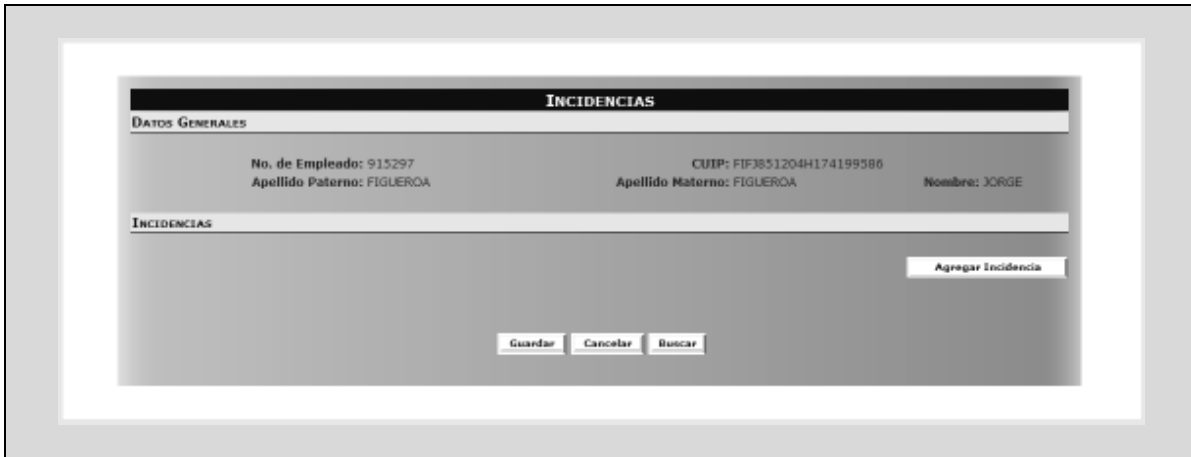 INCIDENCIAS
DATOS GENERALES
No. de Empleado: 915297 CUIP: FIFJ851204H174199586
Apellido Paterno: FIGUEROA Apellido Materno: FIGUEROA Nombre: JORGE
INCIDENCIAS
Agregar Incidencia
Guardar Cancelar Buscar